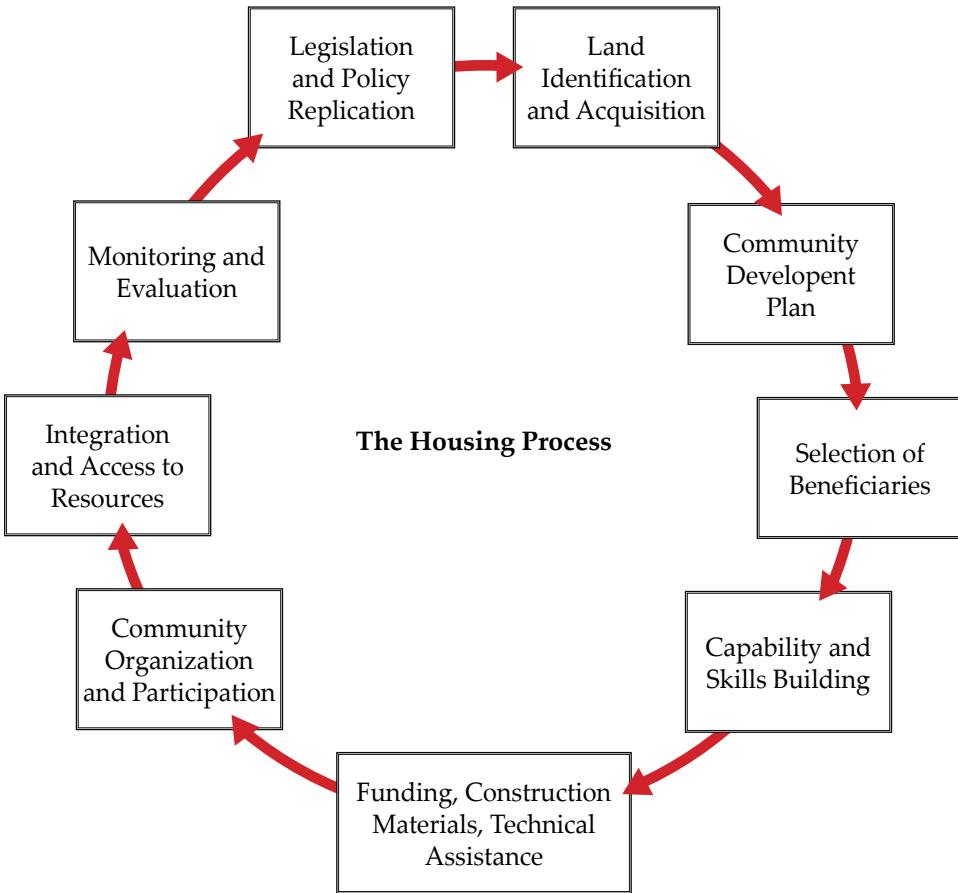 Legislation
and Policy
Replication
Land
Identification
and Acquisition
Community
Developent
Plan
Selection of
Beneficiaries
Capability and
Skills Building
Funding, Construction
Materials, Technical
Assistance
Community
Organization
and Participation
Integration
and Access to
Resources
Monitoring and
Evaluation
The Housing Process